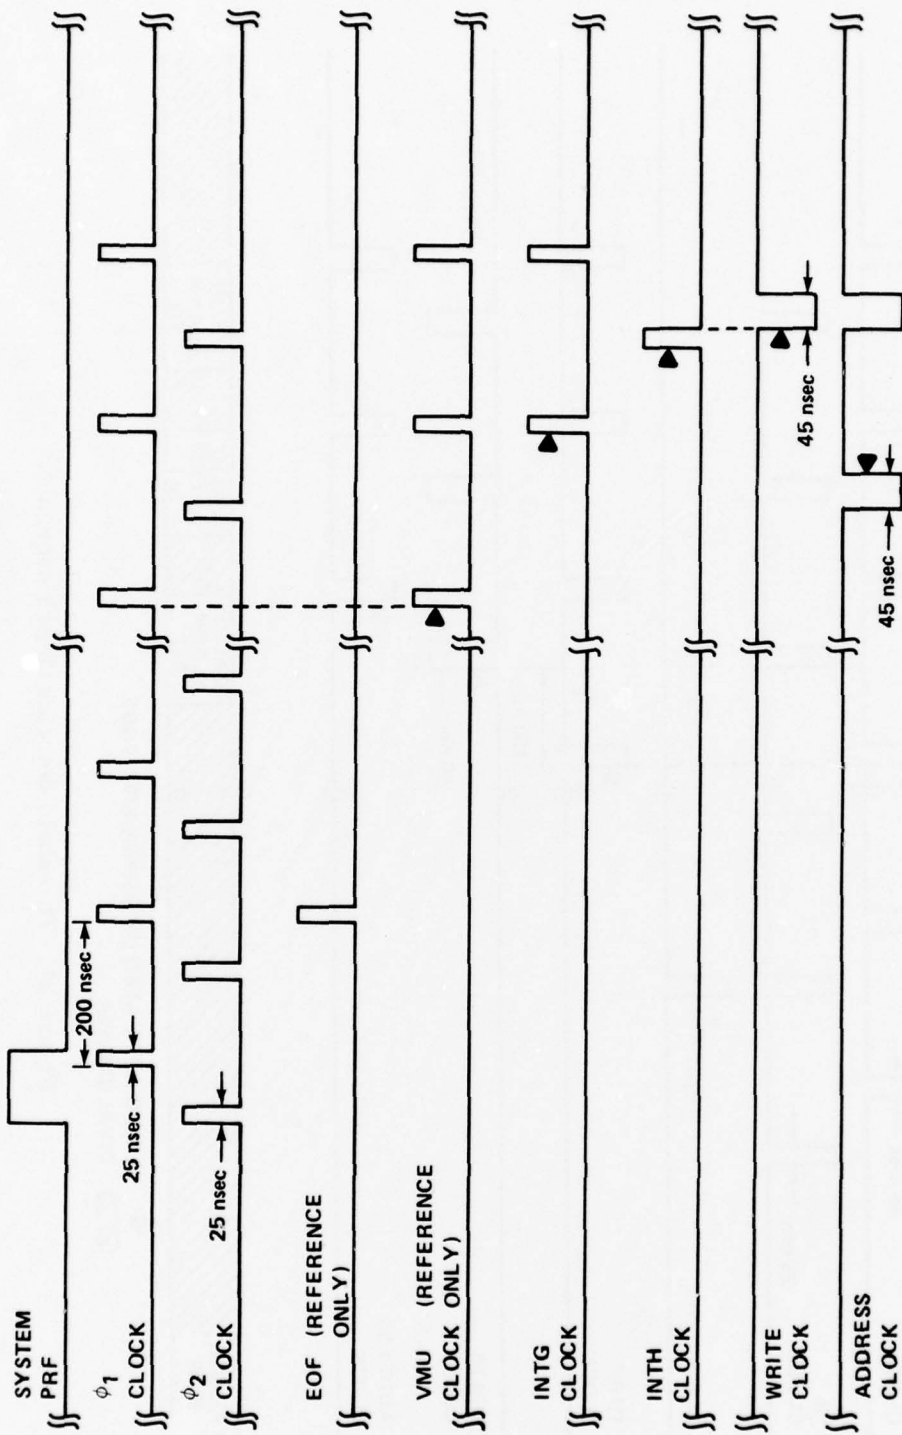 SYSTEM
PRF
200 nsec
ϕ1
CLOCK
25 nsec
ϕ2
CLOCK
25 nsec
EOF (REFERENCE
ONLY)
VMU (REFERENCE
CLOCK ONLY)
INTG
CLOCK
INTH
CLOCK
WRITE
CLOCK
45 nsec
ADDRESS
CLOCK
45 nsec